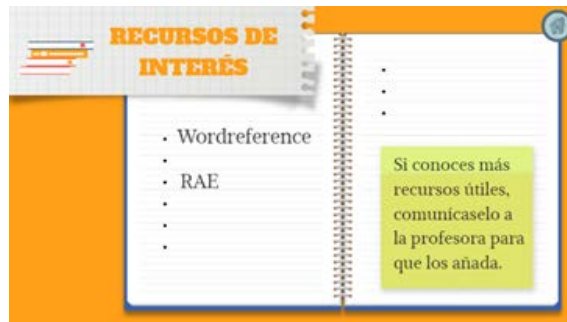 RECURSOS DE
INTERÉS
• Wordreference
•
• RAE
•
•
•
•
•
•
Si conoces más
recursos útiles,
comunícaselo a
la profesora para
que los añada.